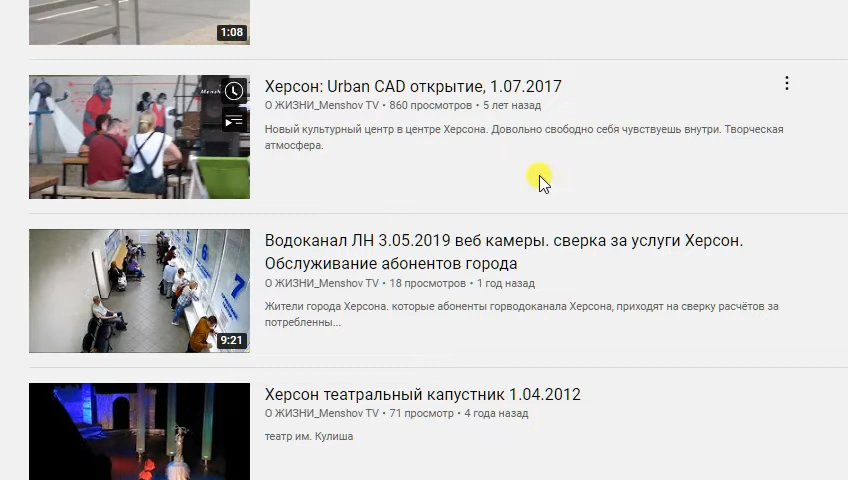 1:08
Херсон: Urban CAD открытие, 1.07.2017
О ЖИЗНИ_Menshov TV • 860 просмотров • 5 лет назад
Новый культурный центр в центре Херсона. Довольно свободно себя чувствуешь внутри. Творческая
атмосфера.
Водоканал ЛН 3.05.2019 веб камеры. сверка за услуги Херсон.
Обслуживание абонентов города
О ЖИЗНИ_Menshov TV • 18 просмотров • 1 год назад
Жители города Херсона. которые абоненты горводоканала Херсона, приходят на сверку расчётов за
потребленны...
6
7
9:21
Херсон театральный капустник 1.04.2012
О ЖИЗНИ_Menshov TV • 71 просмотр • 4 года назад
театр им. Кулиша